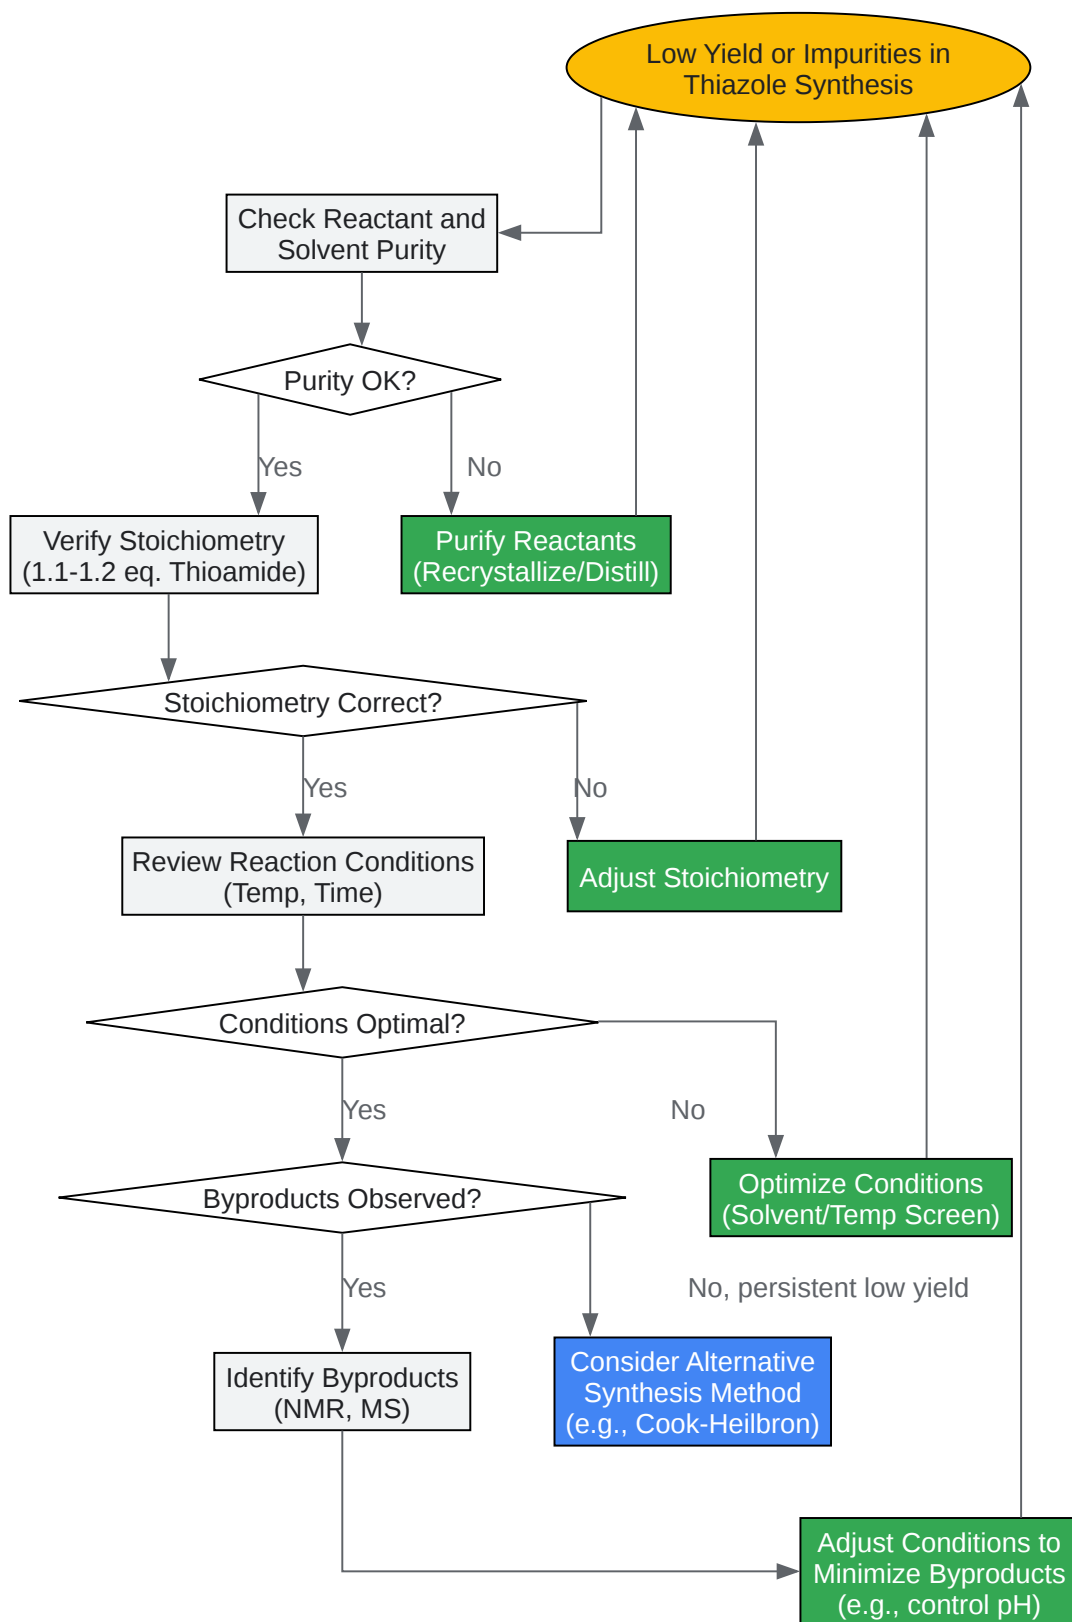 Low Yield or Impurities in
Thiazole Synthesis
Check Reactant and
Solvent Purity
Purity OK?
Yes
No
Verify Stoichiometry
(1.1-1.2 eq. Thioamide)
Purify Reactants
(Recrystallize/Distill)
Stoichiometry Correct?
Yes
No
Review Reaction Conditions
(Temp, Time)
Adjust Stoichiometry
Conditions Optimal?
Yes
No
Optimize Conditions
(Solvent/Temp Screen)
Byproducts Observed?
Yes
No, persistent low yield
Identify Byproducts
(NMR, MS)
Consider Alternative
Synthesis Method
(e.g., Cook-Heilbron)
Adjust Conditions to
Minimize Byproducts
(e.g., control pH)